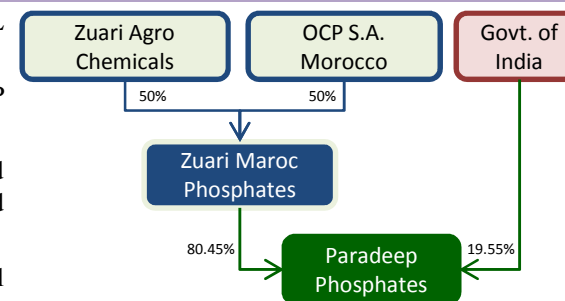 Zuari Agro
Chemicals
OCP S.A.
Morocco
Govt. of
India
50%
50%
Zuari Maroc
Phosphates
80.45%
19.55%
Paradeep
Phosphates